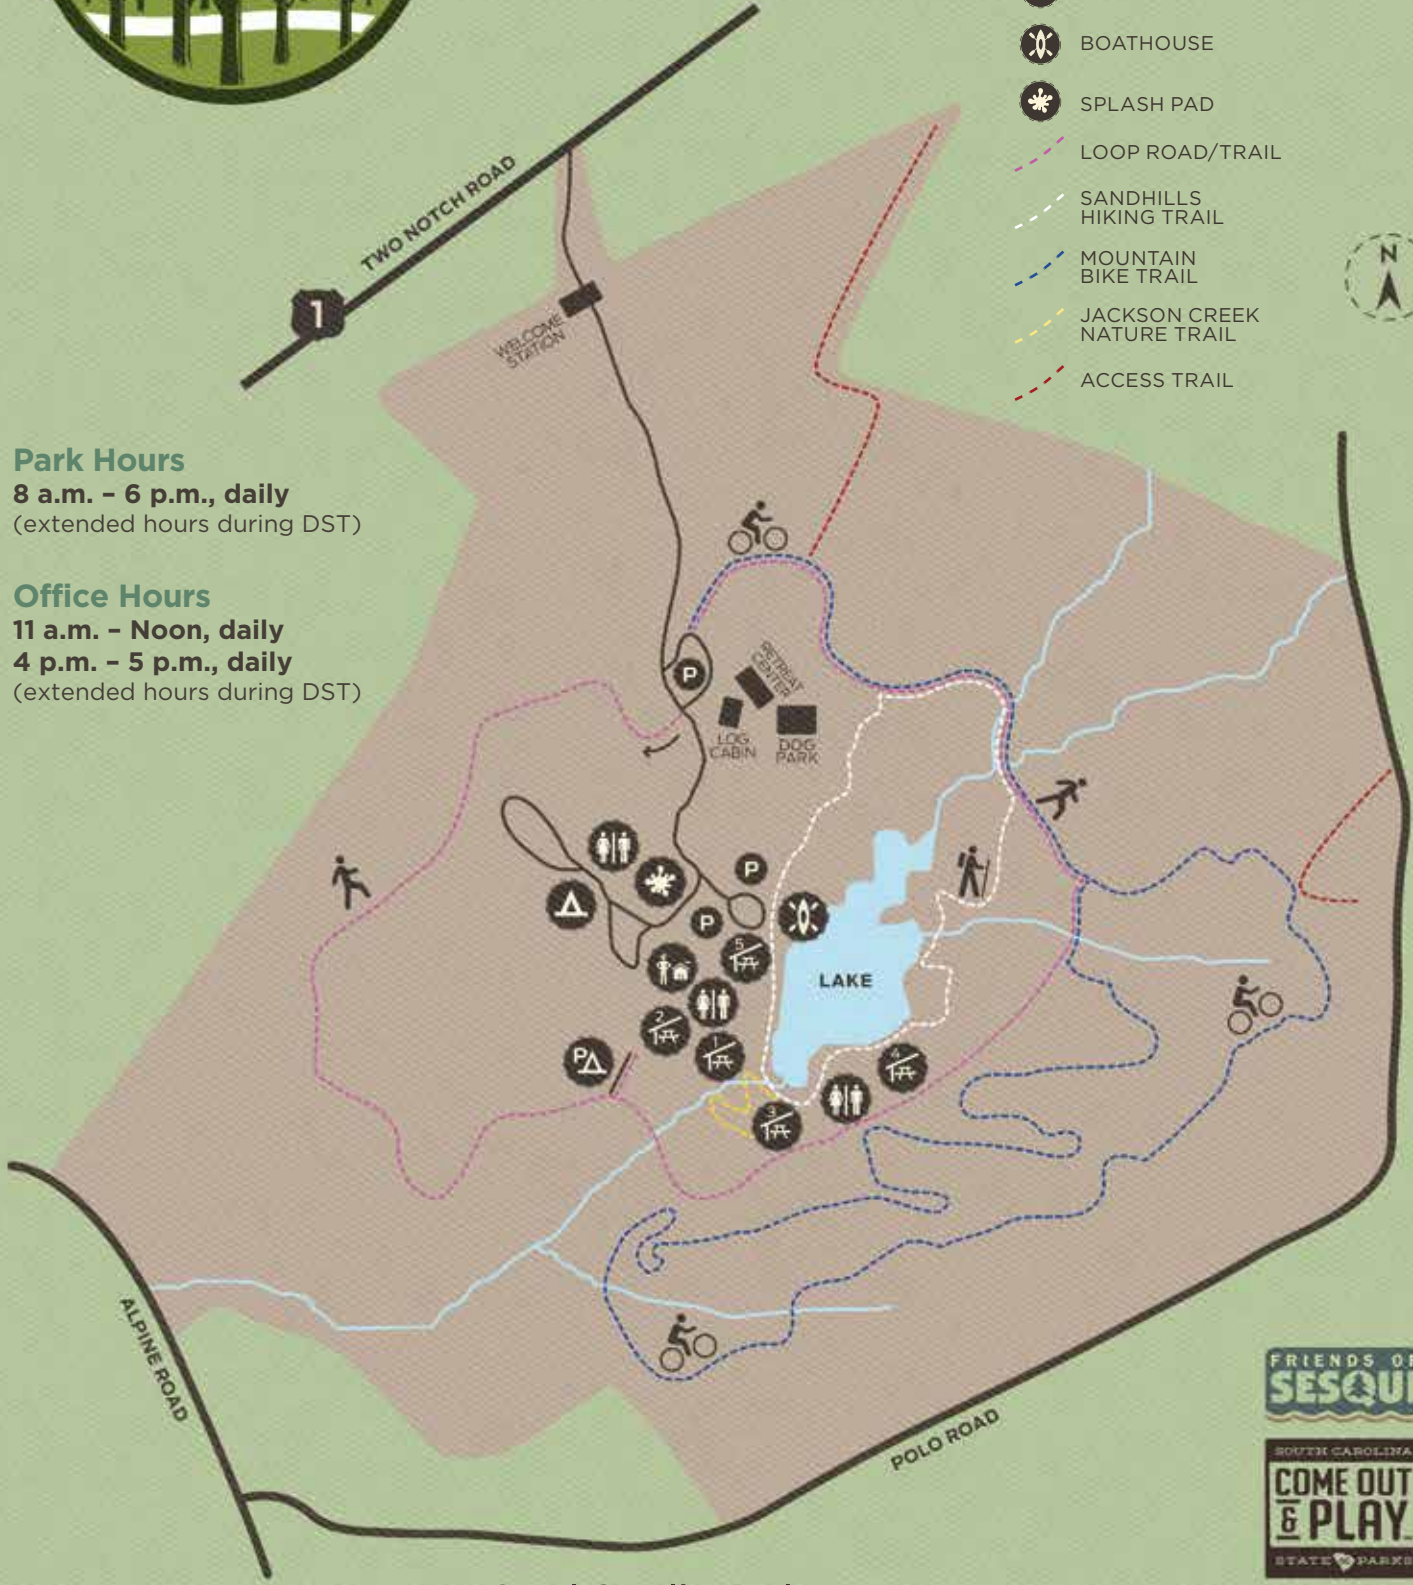 BOATHOUSE
SPLASH PAD
LOOP ROAD/TRAIL
SANDHILLS
HIKING TRAIL
MOUNTAIN
BIKE TRAIL
JACKSON CREEK
NATURE TRAIL
ACCESS TRAIL
N
TWO NOTCH ROAD
1
WELCOME
STATION
Park Hours
8 a.m. – 6 p.m., daily
(extended hours during DST)
Office Hours
11 a.m. – Noon, daily
4 p.m. – 5 p.m., daily
(extended hours during DST)
P
RETREAT
CENTER
LOG
CABIN
DOG
PARK
P
P
5
LAKE
2
1
P
4
3
ALPINE ROAD
POLO ROAD
FRIENDS OF
SESQUI
SOUTH CAROLINA
COME OUT
& PLAY
STATE PARKS